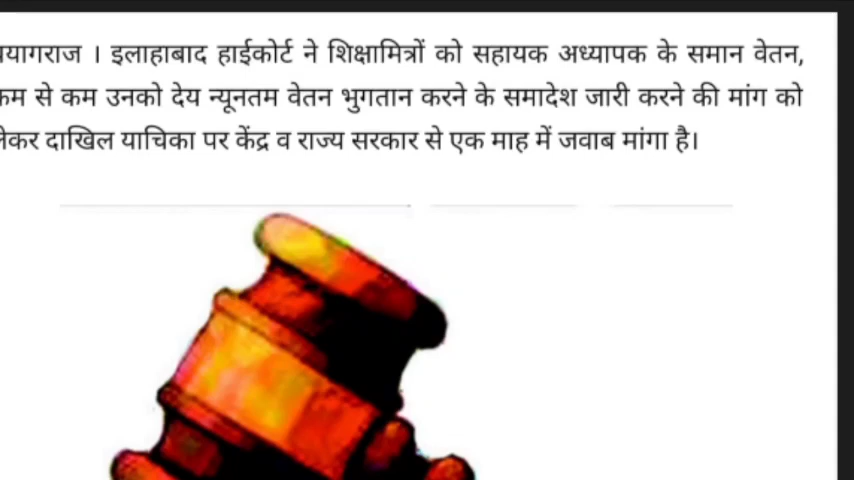 प्रयागराज । इलाहाबाद हाईकोर्ट ने शिक्षामित्रों को सहायक अध्यापक के समान वेतन,
कम से कम उनको देय न्यूनतम वेतन भुगतान करने के समादेश जारी करने की मांग को
लेकर दाखिल याचिका पर केंद्र व राज्य सरकार से एक माह में जवाब मांगा है।